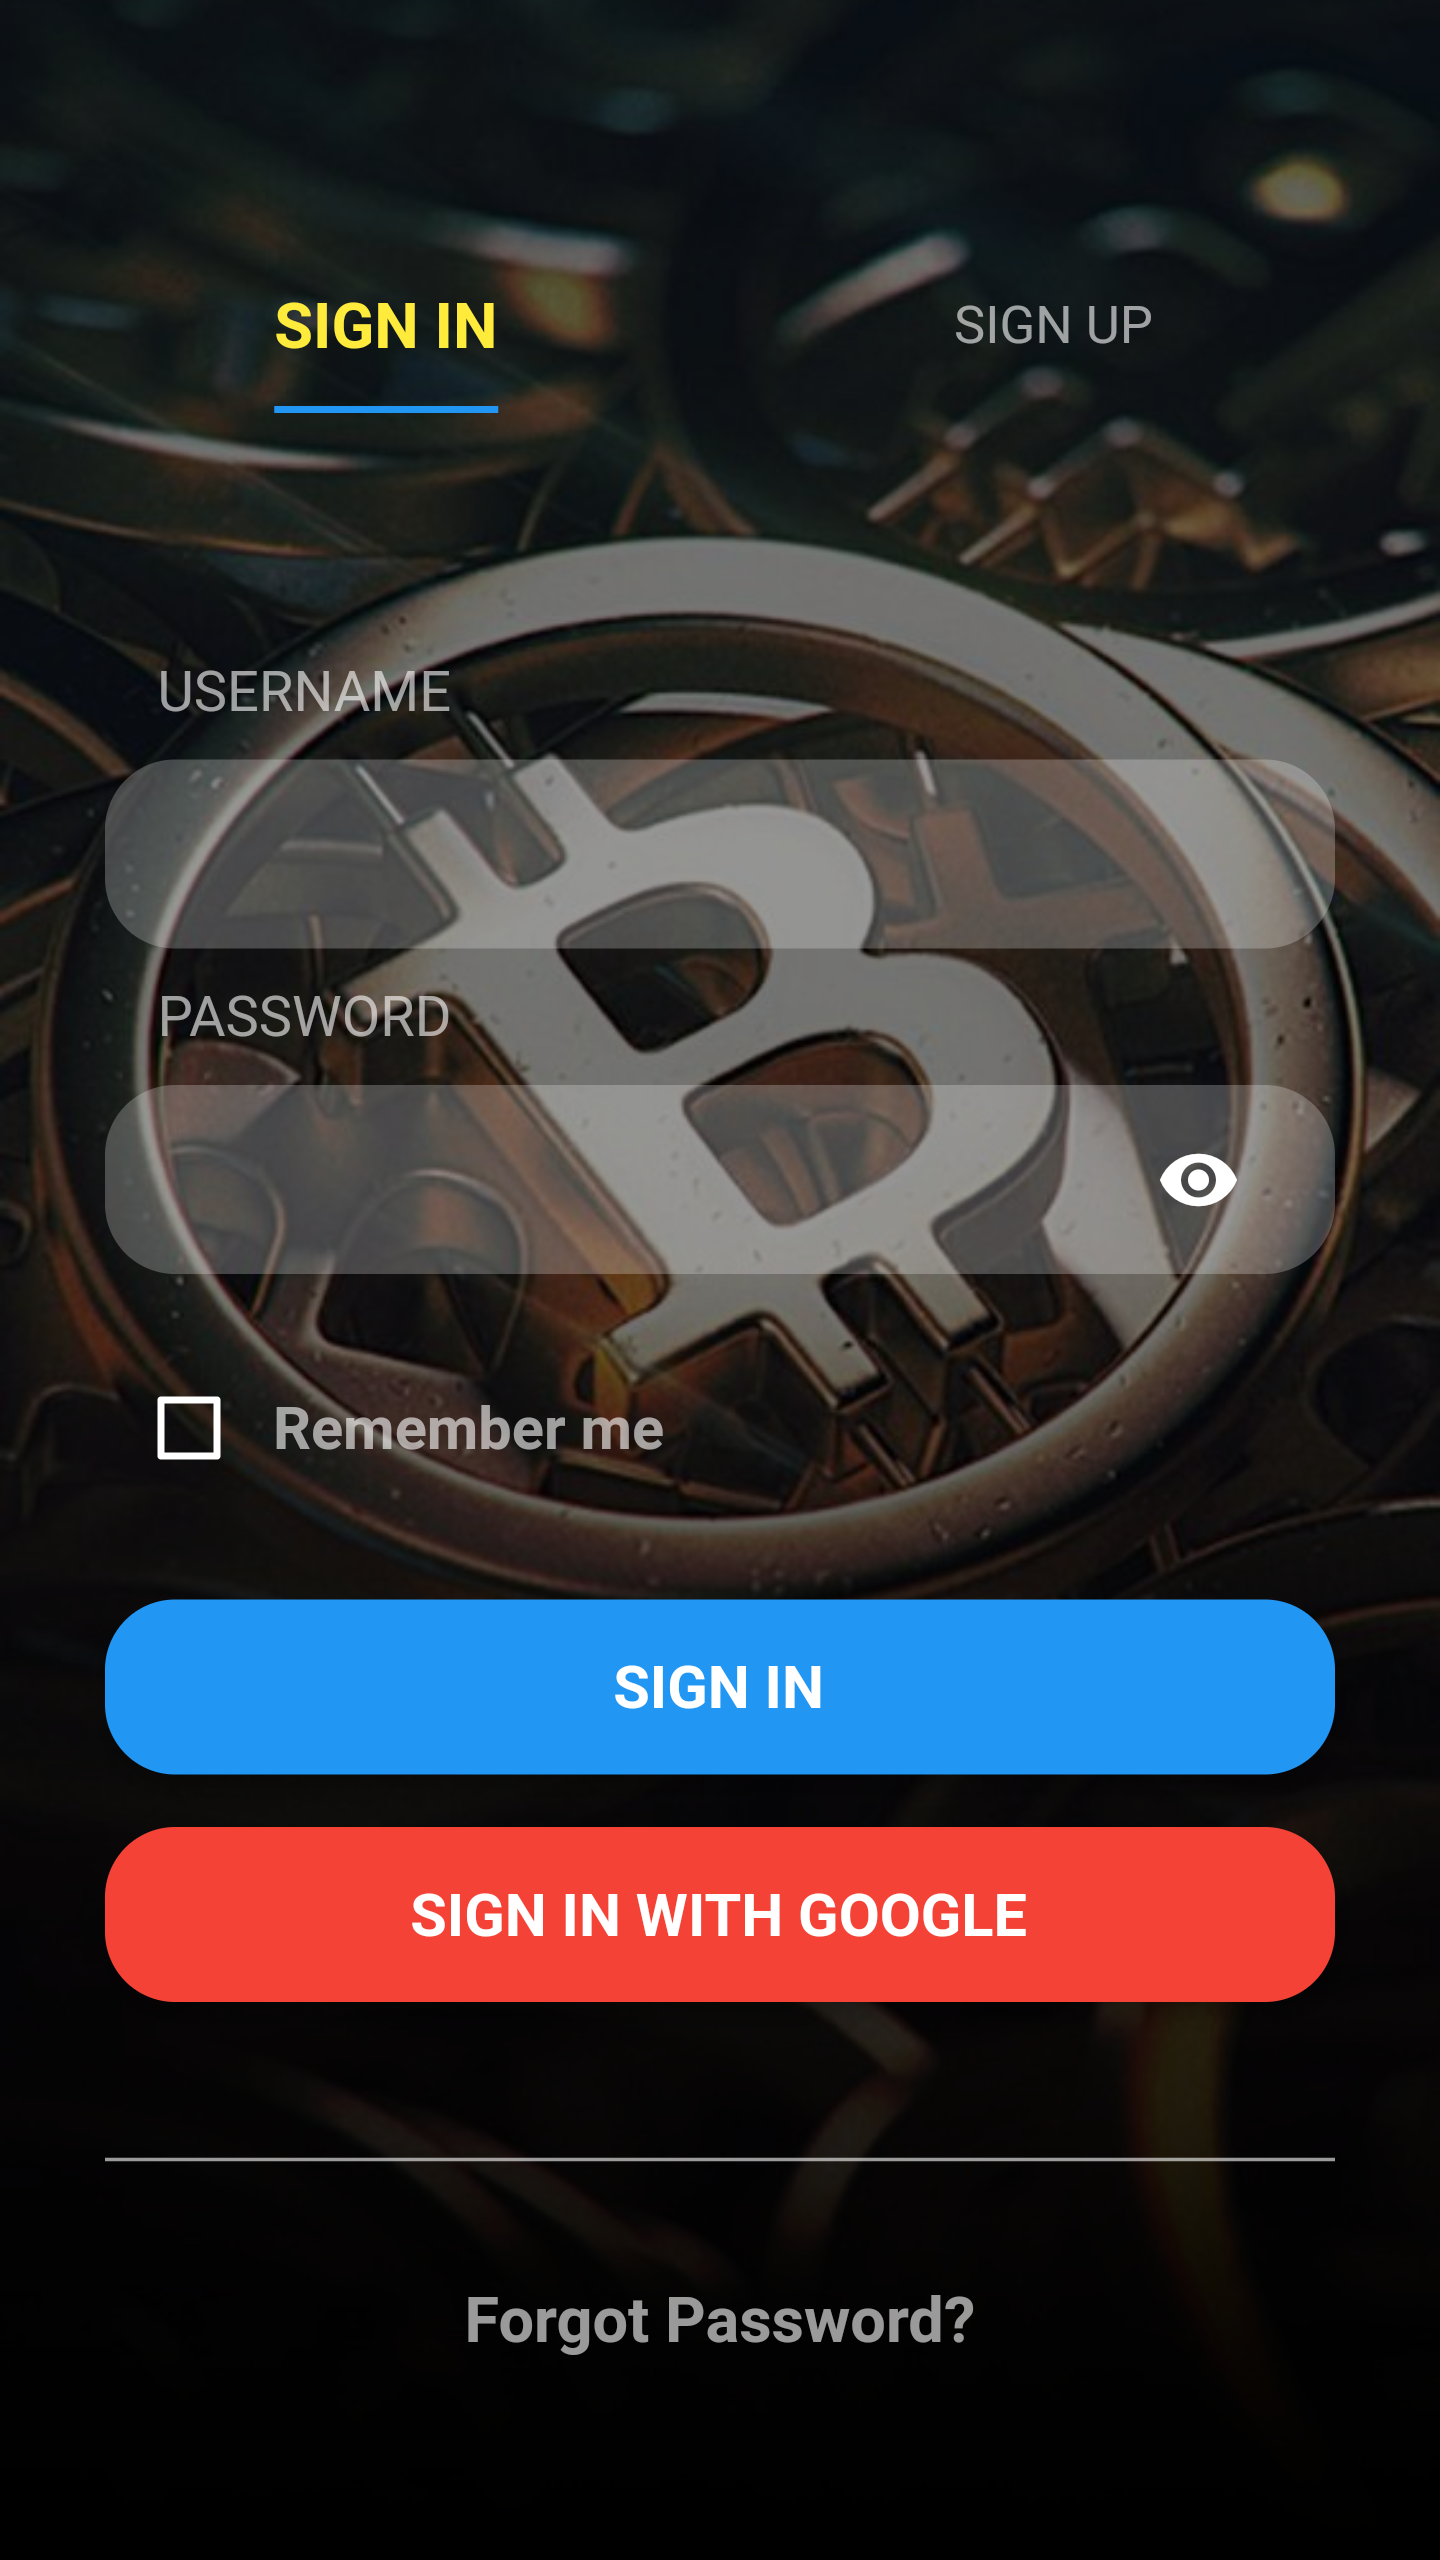 SIGN IN
SIGN UP
USERNAME
PASSWORD
Remember me
SIGN IN
SIGN IN WITH GOOGLE
Forgot Password?